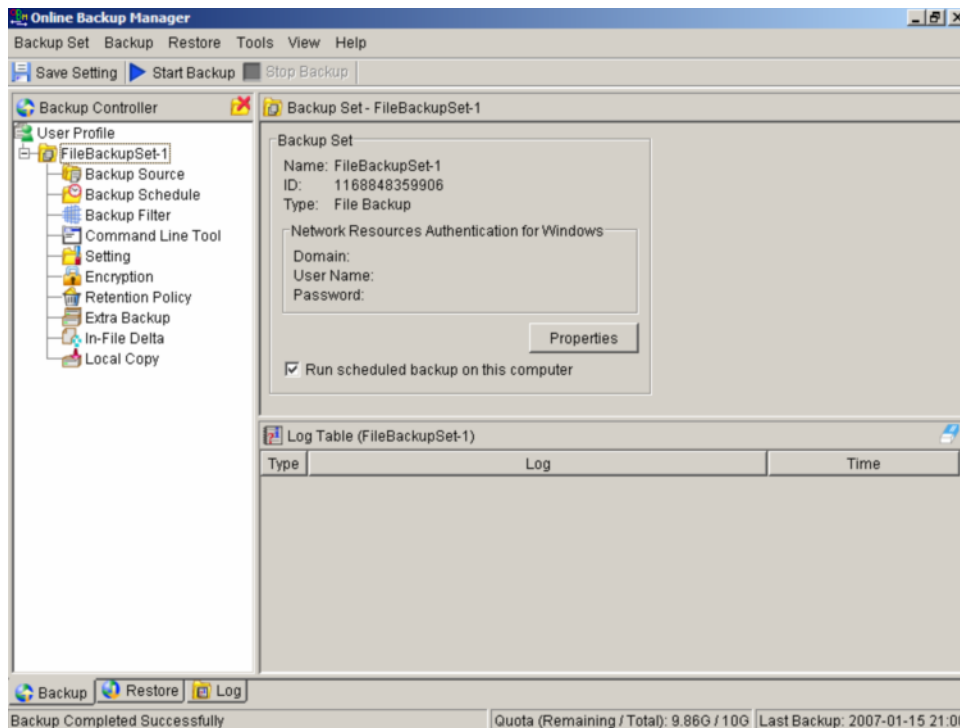 Online Backup Manager
Backup Set Backup Restore Tools View Help
Save Setting Start Backup Stop Backup
Backup Controller
User Profile
FileBackupSet-1
Backup Source
Backup Schedule
Backup Filter
Command Line Tool
Setting
Encryption
Retention Policy
Extra Backup
In-File Delta
Local Copy
Backup Set - FileBackupSet-1
Backup Set
Name: FileBackupSet-1
ID: 1168848359906
Type: File Backup
Network Resources Authentication for Windows
Domain:
User Name:
Password:
Properties
Run scheduled backup on this computer
Log Table (FileBackupSet-1)
Type Log Time
Backup Restore Log
Backup Completed Successfully Quota (Remaining / Total): 9.86G / 10G Last Backup: 2007-01-15